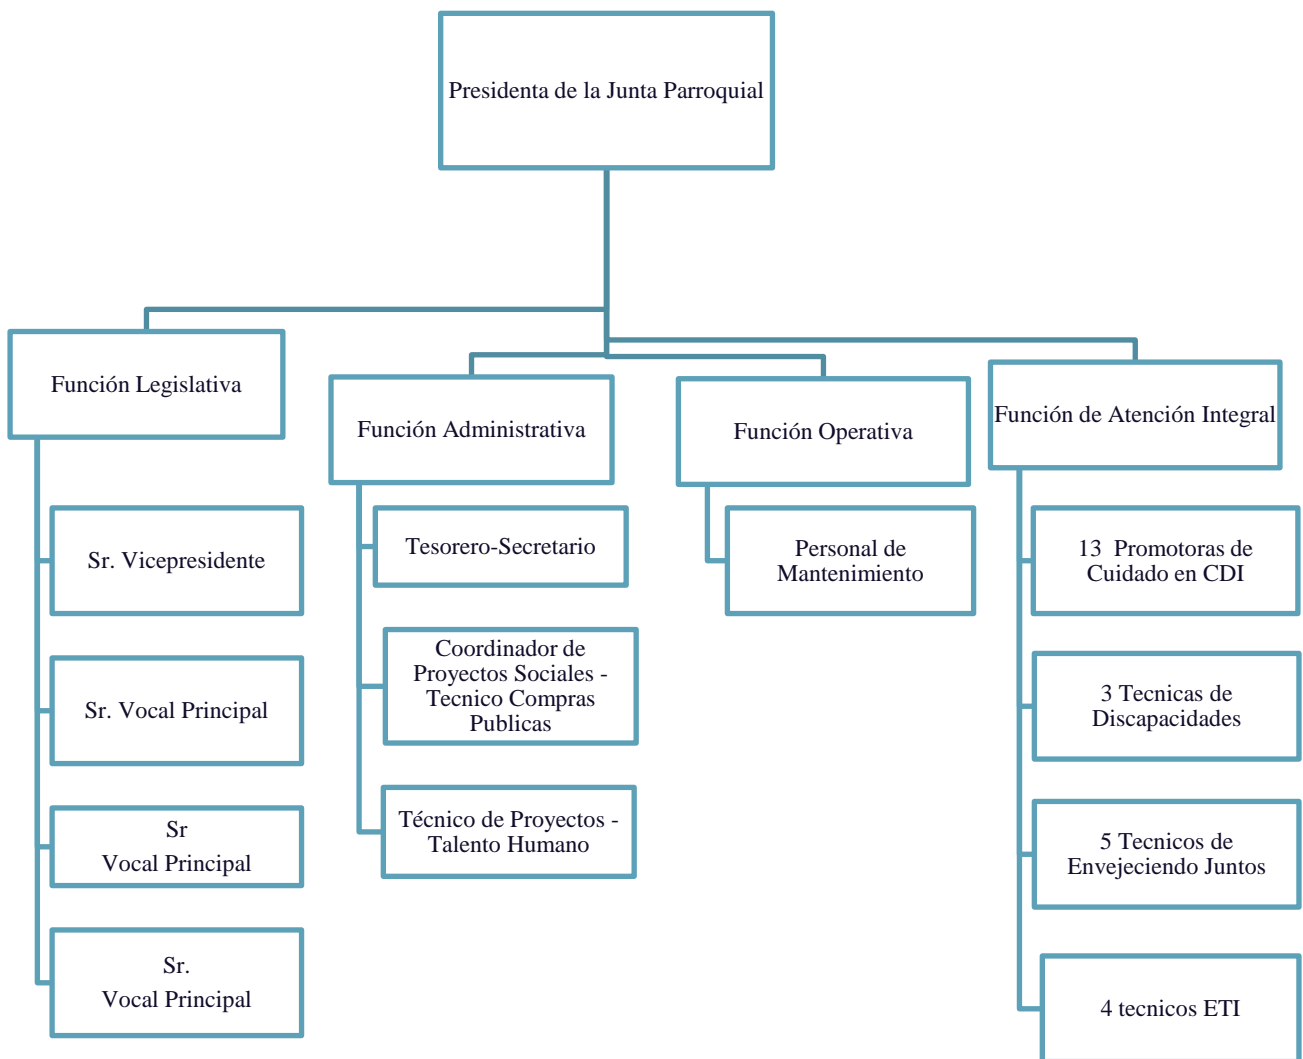 Presidenta de la Junta Parroquial
Función Legislativa
Sr. Vicepresidente
Sr. Vocal Principal
Sr
Vocal Principal
Sr.
Vocal Principal
Función Administrativa
Tesorero-Secretario
Coordinador de
Proyectos Sociales -
Tecnico Compras
Publicas
Técnico de Proyectos -
Talento Humano
Función Operativa
Personal de
Mantenimiento
Función de Atención Integral
13  Promotoras de
Cuidado en CDI
3 Tecnicas de
Discapacidades
5 Tecnicos de
Envejeciendo Juntos
4 tecnicos ETI